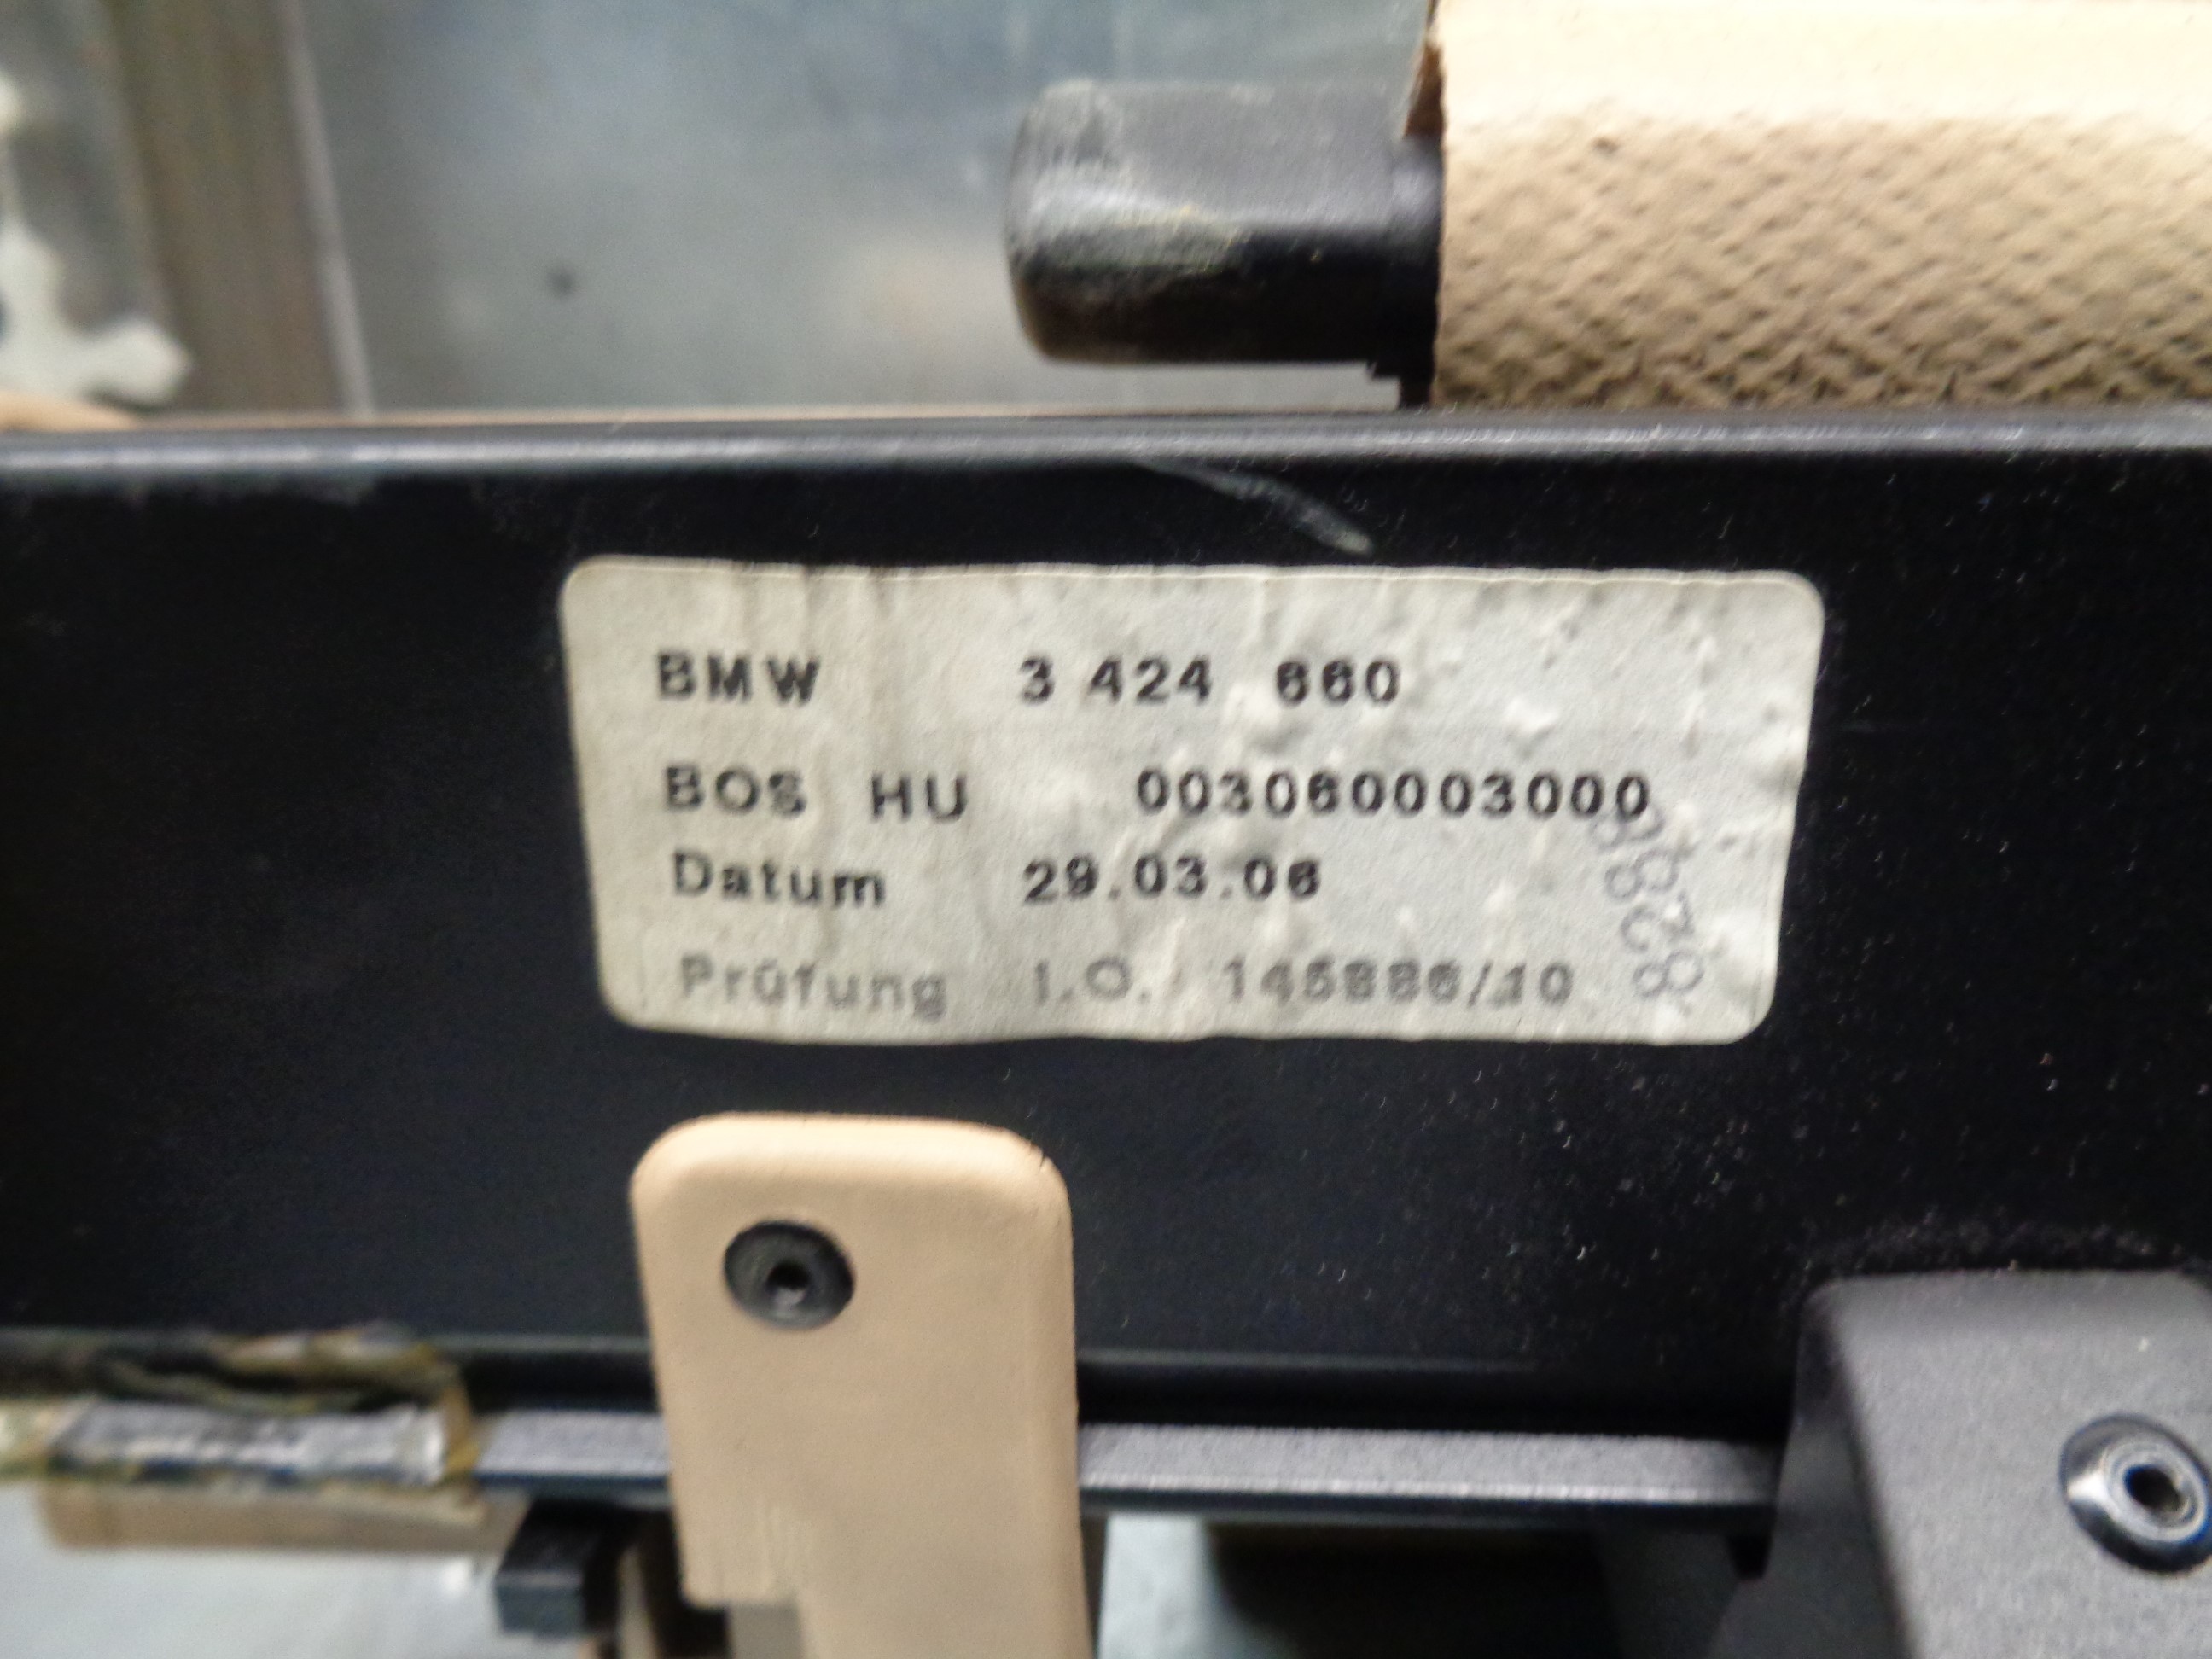 BMW 3 424 660
BOS HU 003060003000
Datum 29.03.06
Prüfung I.O. 145886/10